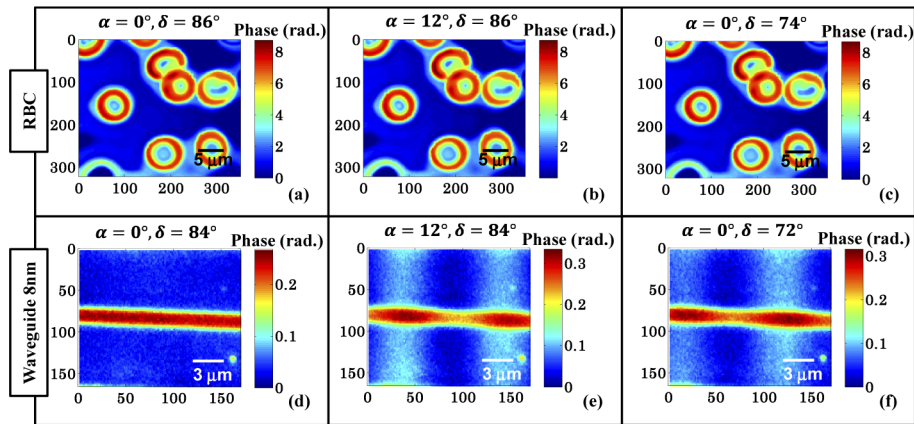 RBC
α = 0°, δ = 86°
Phase (rad.)
0
100
200
300
0 100 200 300
8
6
4
2
5 μm
(a)
α = 12°, δ = 86°
Phase (rad.)
0
100
200
300
0 100 200 300
8
6
4
2
5 μm
(b)
α = 0°, δ = 74°
Phase (rad.)
0
100
200
300
0 100 200 300
8
6
4
2
5 μm
(c)
Waveguide 8nm
α = 0°, δ = 84°
Phase (rad.)
0
50
100
150
0 50 100 150
0.2
0.1
0
3 μm
(d)
α = 12°, δ = 84°
Phase (rad.)
0
50
100
150
0 50 100 150
0.3
0.2
0.1
0
3 μm
(e)
α = 0°, δ = 72°
Phase (rad.)
0
50
100
150
0 50 100 150
0.3
0.2
0.1
0
3 μm
(f)